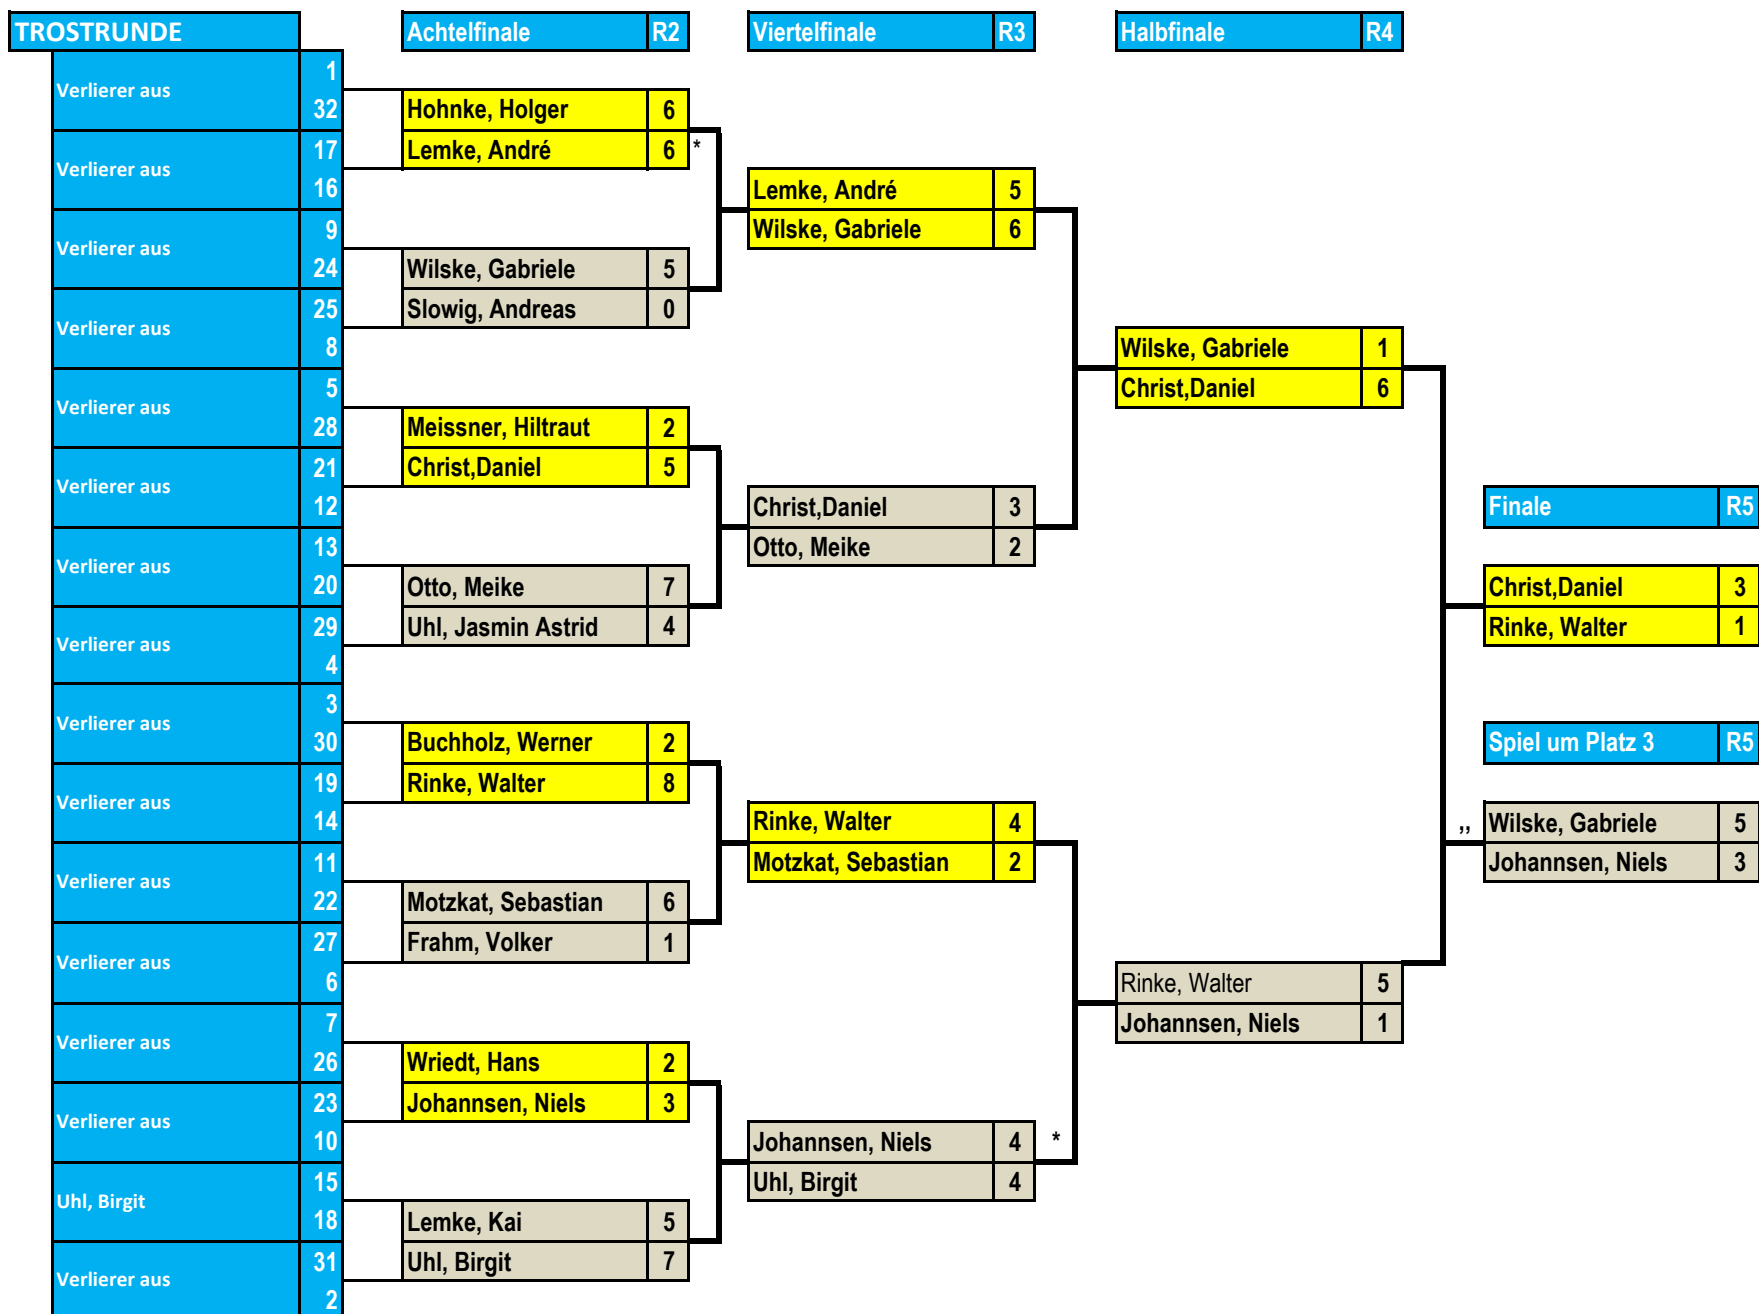 TROSTRUNDE Achtelfinale R2 Viertelfinale R3 Halbfinale R4
Verlierer aus 1
32 Hohnke, Holger 6
Verlierer aus 17 Lemke, André 6 *
16 Lemke, André 5
Verlierer aus 9 Wilske, Gabriele 6
24 Wilske, Gabriele 5
Verlierer aus 25 Slowig, Andreas 0
8 Wilske, Gabriele 1
Verlierer aus 5 Christ,Daniel 6
28 Meissner, Hiltraut 2
Verlierer aus 21 Christ,Daniel 5
12 Christ,Daniel 3 Finale R5
Verlierer aus 13 Otto, Meike 2
20 Otto, Meike 7 Christ,Daniel 3
Verlierer aus 29 Uhl, Jasmin Astrid 4 Rinke, Walter 1
4
Verlierer aus 3
30 Buchholz, Werner 2 Spiel um Platz 3 R5
Verlierer aus 19 Rinke, Walter 8
14 Rinke, Walter 4 ,, Wilske, Gabriele 5
Verlierer aus 11 Motzkat, Sebastian 2 Johannsen, Niels 3
22 Motzkat, Sebastian 6
Verlierer aus 27 Frahm, Volker 1
6 Rinke, Walter 5
Verlierer aus 7 Johannsen, Niels 1
26 Wriedt, Hans 2
Verlierer aus 23 Johannsen, Niels 3
10 Johannsen, Niels 4 *
Uhl, Birgit 15 Uhl, Birgit 4
18 Lemke, Kai 5
Verlierer aus 31 Uhl, Birgit 7
2